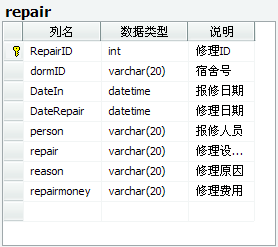 repair
列名 数据类型 说明
RepairID int 修理ID
dormID varchar(20) 宿舍号
DateIn datetime 报修日期
DateRepair datetime 修理日期
person varchar(20) 报修人员
repair varchar(20) 修理设...
reason varchar(20) 修理原因
repairmoney varchar(20) 修理费用